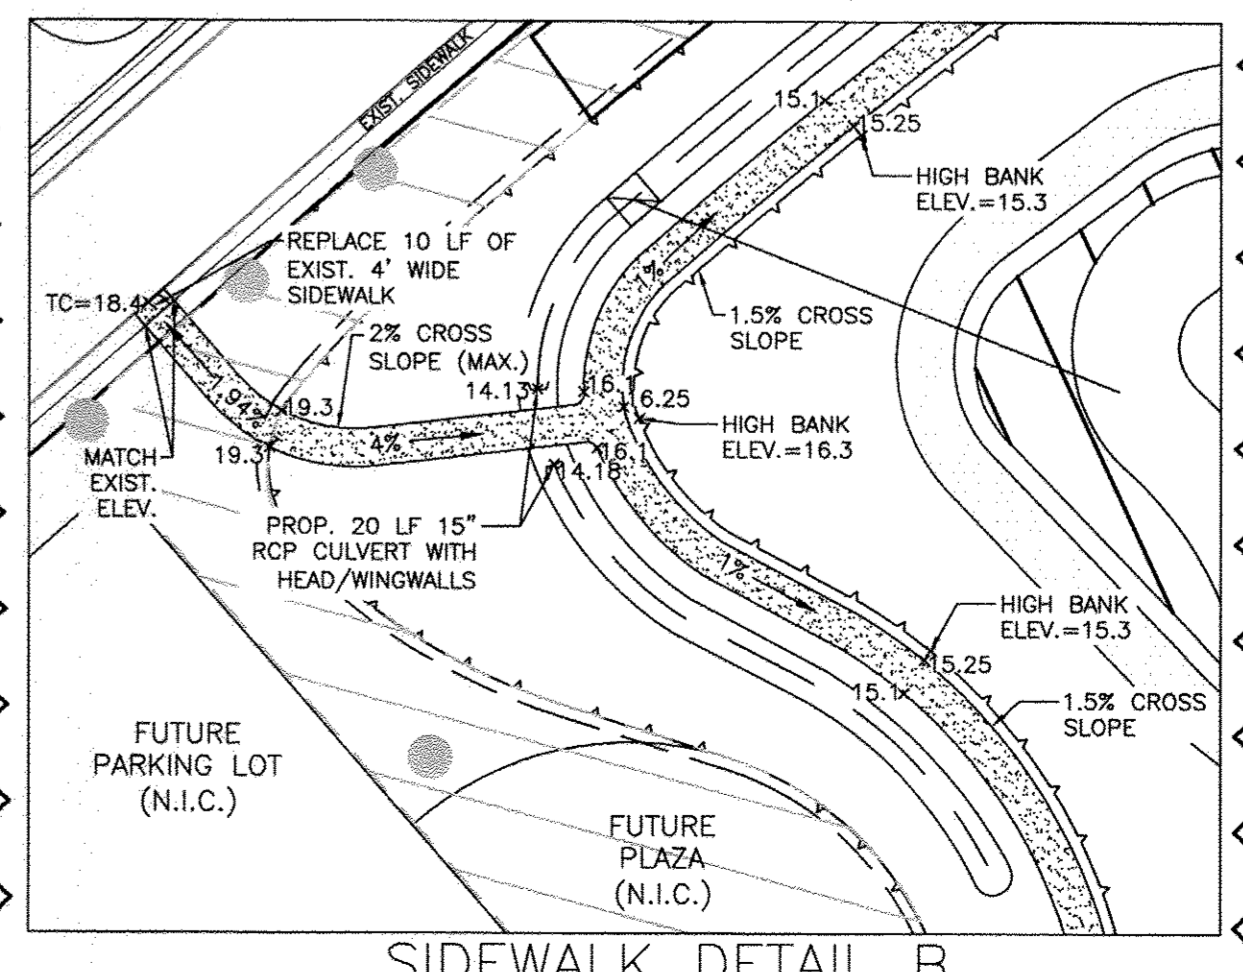 EXIST. SIDEWALK
15.1
15.25
HIGH BANK
ELEV.=15.3
REPLACE 10 LF OF
EXIST. 4' WIDE
SIDEWALK
TC=18.4
1%
1.5% CROSS
SLOPE
2% CROSS
SLOPE (MAX.)
14.13
16.1
16.25
1.94%
19.3
HIGH BANK
ELEV.=16.3
4%
19.3
16.1
14.18
MATCH
EXIST.
ELEV.
PROP. 20 LF 15"
RCP CULVERT WITH
HEAD/WINGWALLS
1%
HIGH BANK
ELEV.=15.3
15.25
15.1
1.5% CROSS
SLOPE
FUTURE
PARKING LOT
(N.I.C.)
FUTURE
PLAZA
(N.I.C.)
SIDEWALK DETAIL B